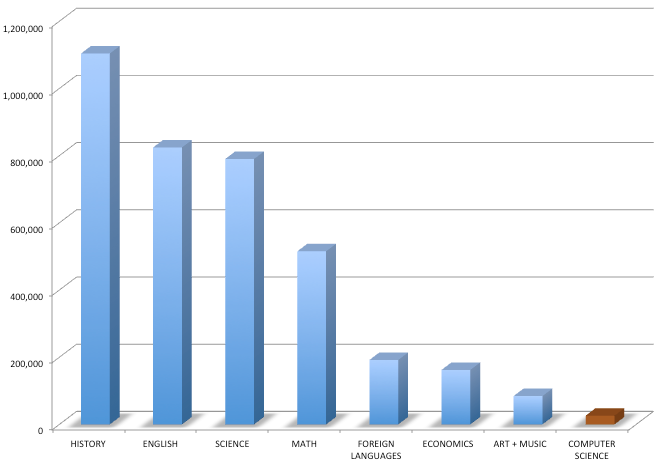 1,200,000
1,000,000
800,000
600,000
400,000
200,000
0
HISTORY
ENGLISH
SCIENCE
MATH
FOREIGN
LANGUAGES
ECONOMICS
ART + MUSIC
COMPUTER
SCIENCE